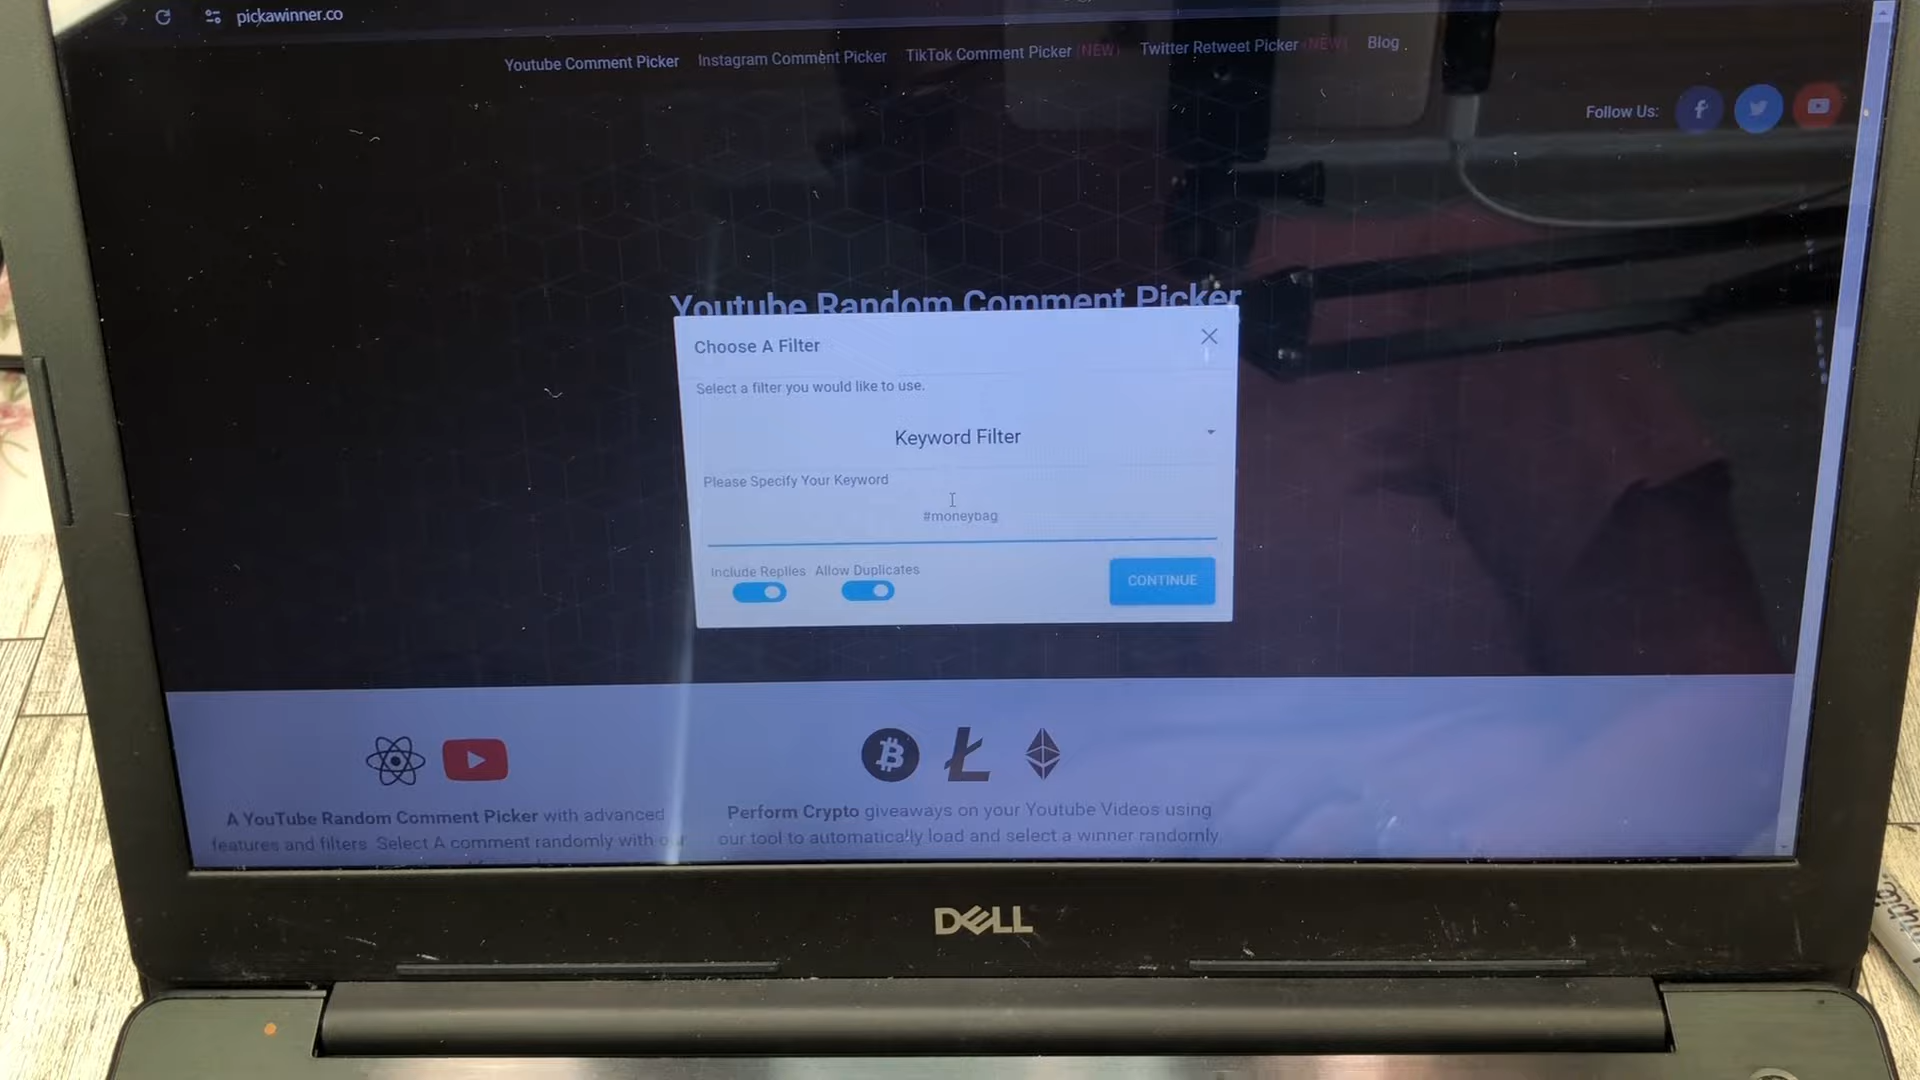 pickawinner.co
Youtube Comment Picker Instagram Comment Picker TikTok Comment Picker (NEW) Twitter Retweet Picker (NEW) Blog
Follow Us:
Youtube Random Comment Picker
Choose A Filter
Select a filter you would like to use.
Keyword Filter
Please Specify Your Keyword
#moneybag
Include Replies Allow Duplicates
CONTINUE
A YouTube Random Comment Picker with advanced
features and filters. Select A comment randomly with our
Perform Crypto giveaways on your Youtube Videos using
our tool to automatically load and select a winner randomly.
DELL